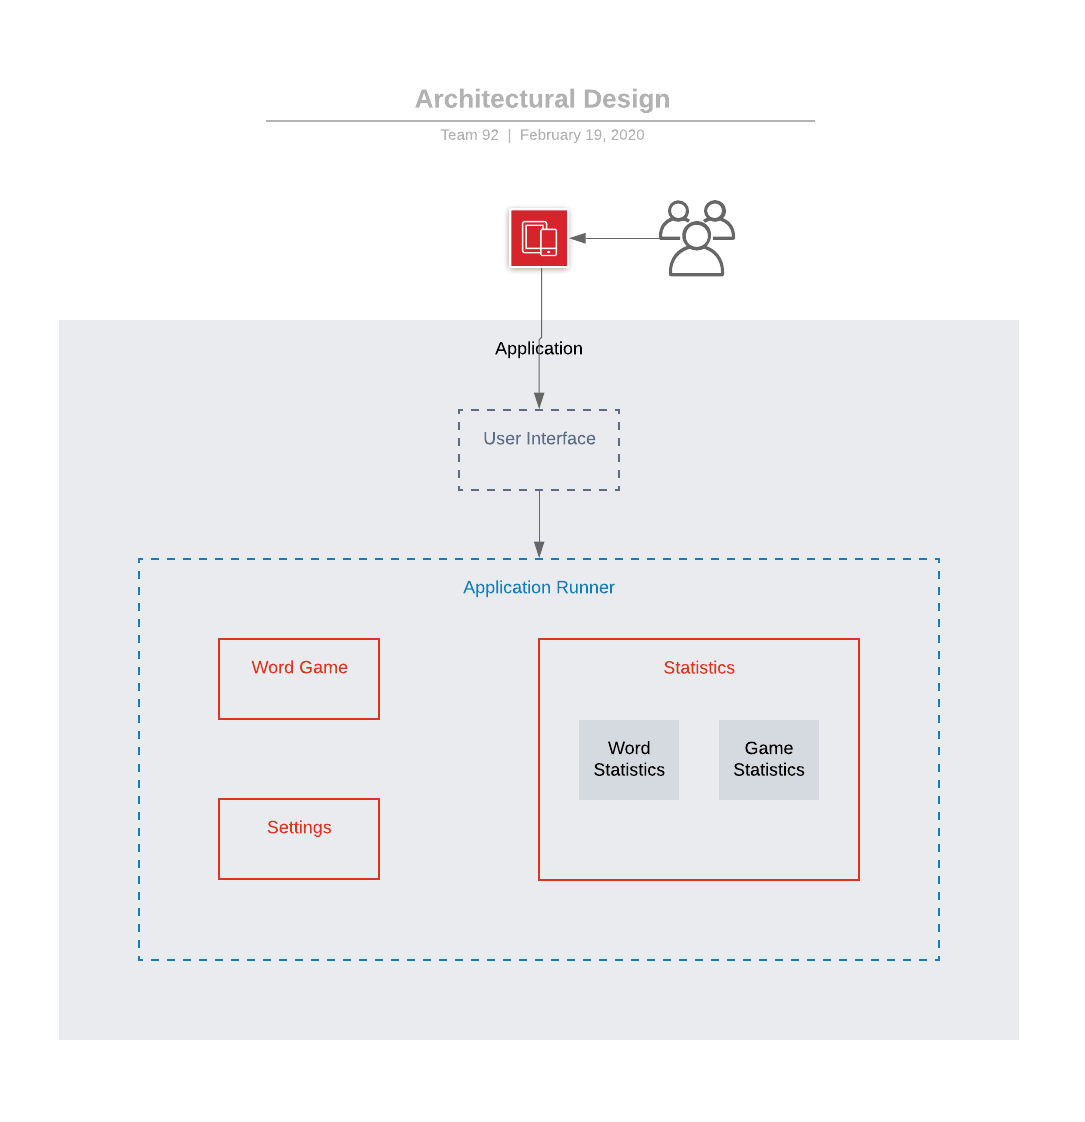 Architectural Design
Team 92 | February 19, 2020
Application
User Interface
Application Runner
Word Game
Statistics
Word
Statistics
Game
Statistics
Settings